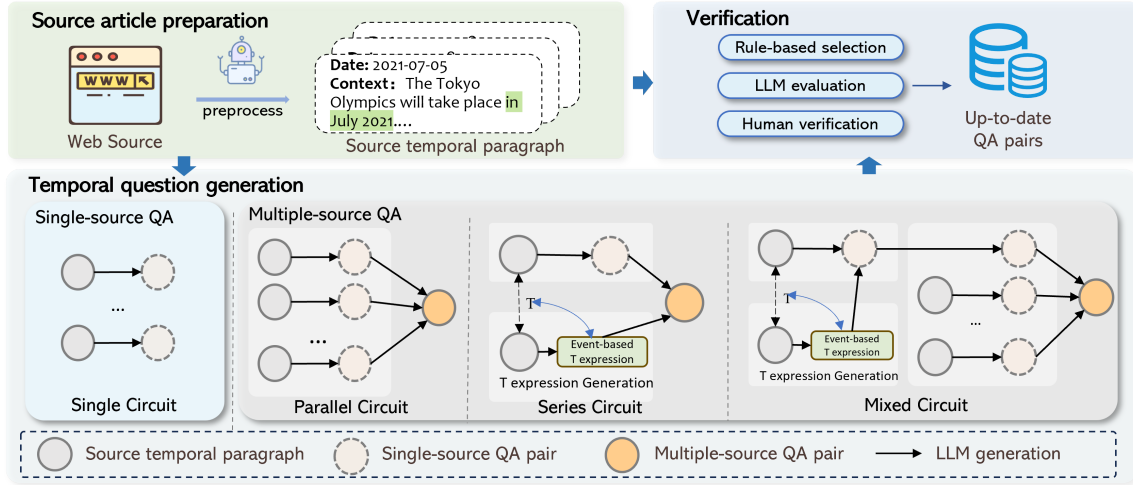 Source article preparation
WWW
Web Source
preprocess
Date: 2021-07-05
Context: The Tokyo
Olympics will take place in
July 2021....
Source temporal paragraph
Verification
Rule-based selection
LLM evaluation
Human verification
Up-to-date
QA pairs
Temporal question generation
Single-source QA
...
Single Circuit
Multiple-source QA
...
Parallel Circuit
T
Event-based
T expression
T expression Generation
Series Circuit
T
Event-based
T expression
T expression Generation
...
Mixed Circuit
Source temporal paragraph
Single-source QA pair
Multiple-source QA pair
LLM generation